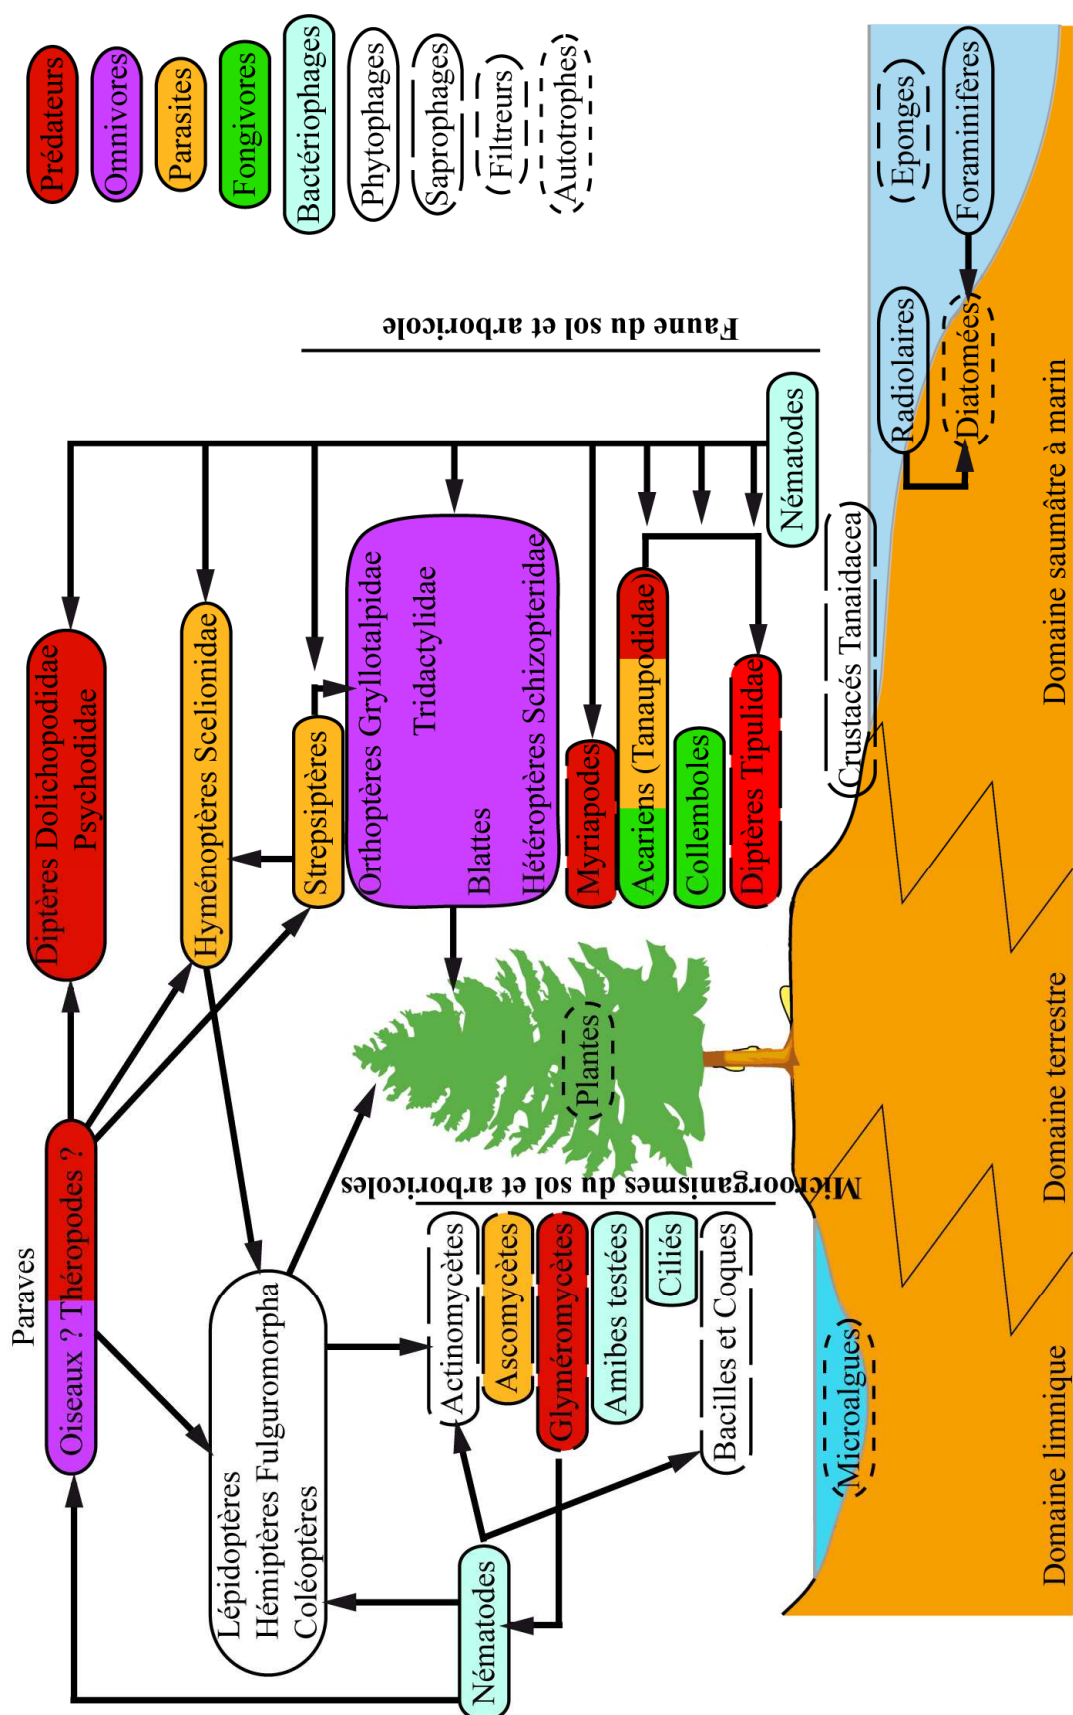 Paraves
Oiseaux ? Théropodes ?
Diptères Dolichopodidae
Psychodidae
Prédateurs
Omnivores
Parasites
Fongivores
Bactériophages
Phytophages
Saprophages
Filtreurs
Autotrophes
Lépidoptères
Hémiptères Fulguromorpha
Coléoptères
Hyménoptères Scelionidae
Strepsiptères
Orthoptères Gryllotalpidae
Tridactylidae
Blattes
Hétéroptères Schizopteridae
Faune du sol et arboricole
Nématodes
Actinomycètes
Ascomycètes
Glyméromycètes
Amibes testées
Ciliés
Bacilles et Coques
Microorganismes du sol et arboricoles
Plantes
Myriapodes
Acariens (Tanaupodidae)
Collemboles
Diptères Tipulidae
Nématodes
Microalgues
Crustacés Tanaidacea
Radiolaires
Diatomées
Eponges
Foraminifères
Domaine limnique
Domaine terrestre
Domaine saumâtre à marin